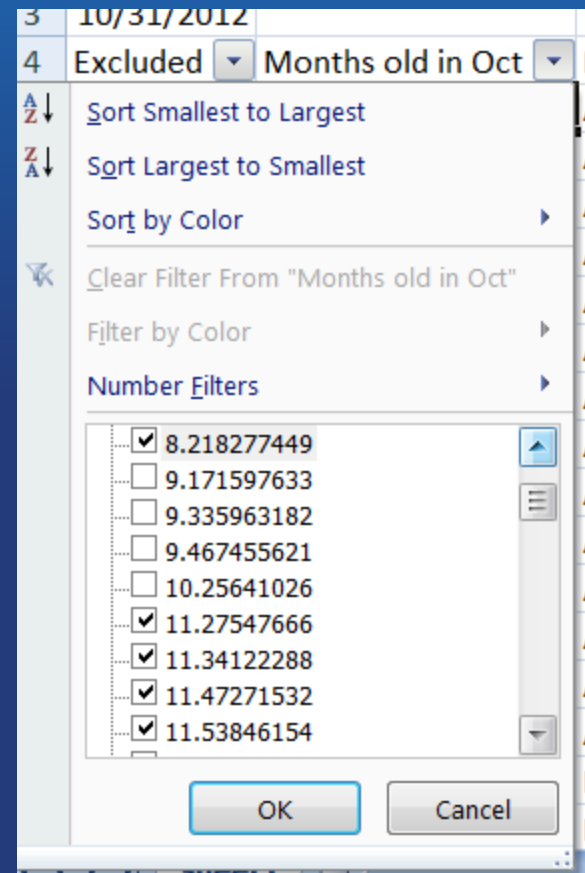 3 10/31/2012
4 Excluded Months old in Oct
Sort Smallest to Largest
Sort Largest to Smallest
Sort by Color
Clear Filter From "Months old in Oct"
Filter by Color
Number Filters
8.218277449
9.171597633
9.335963182
9.467455621
10.25641026
11.27547666
11.34122288
11.47271532
11.53846154
OK Cancel